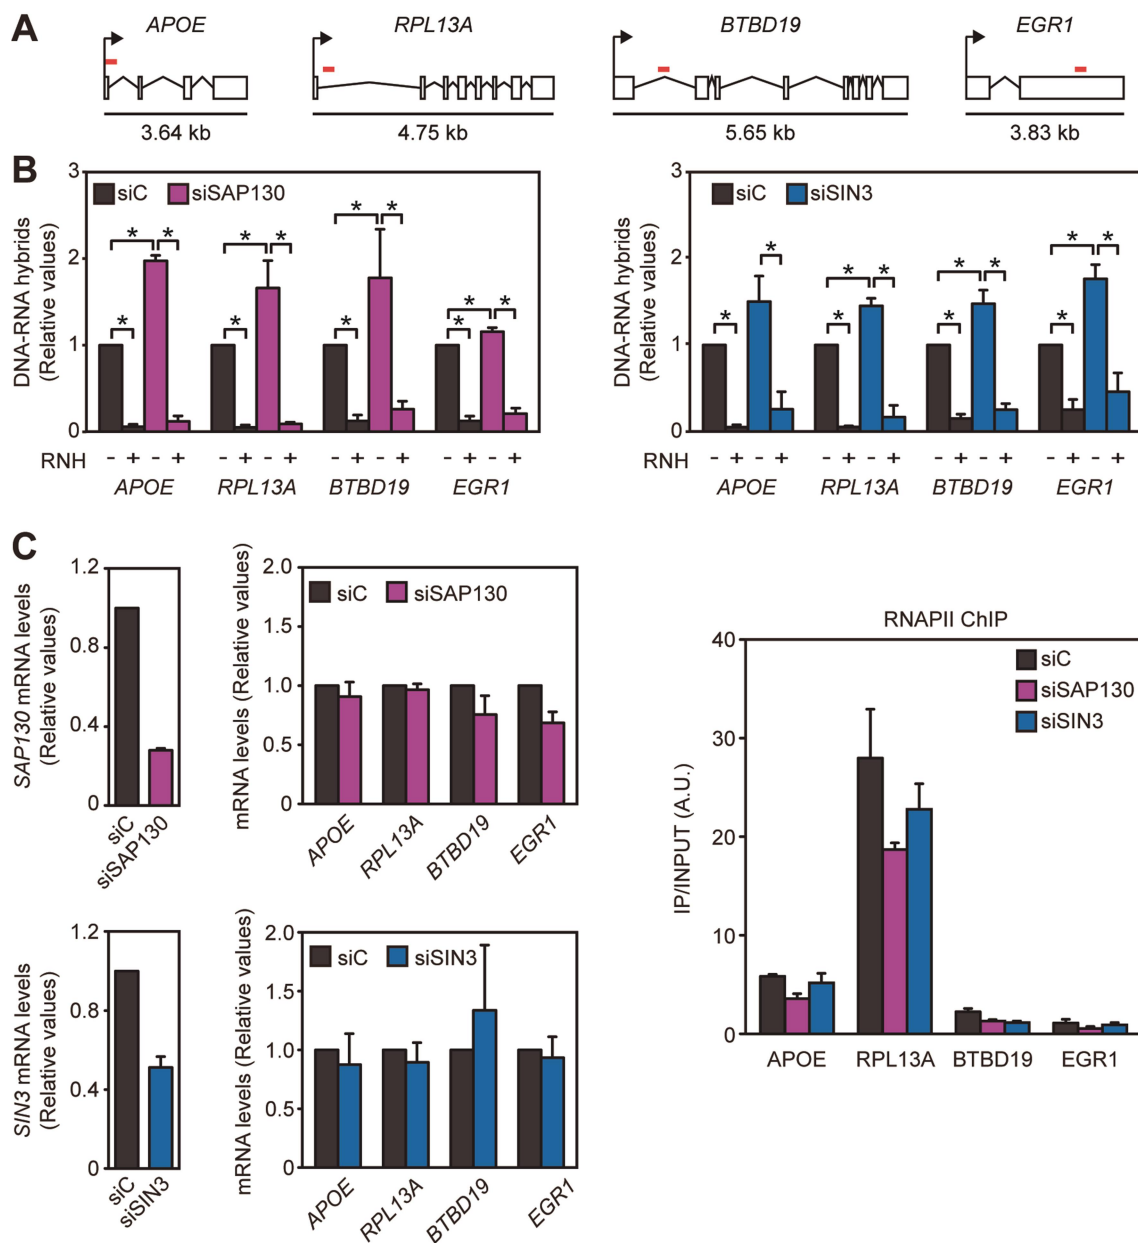 A
APOE
RPL13A
BTBD19
EGR1
3.64 kb
4.75 kb
5.65 kb
3.83 kb
B
DNA-RNA hybrids
(Relative values)
3
2
1
0
siC
siSAP130
*
*
*
*
*
*
*
*
*
*
*
*
RNH
- + - +
- + - +
- + - +
- + - +
APOE
RPL13A
BTBD19
EGR1
DNA-RNA hybrids
(Relative values)
3
2
1
0
siC
siSIN3
*
*
*
*
*
*
*
*
*
*
*
RNH
- + - +
- + - +
- + - +
- + - +
APOE
RPL13A
BTBD19
EGR1
C
SAP130 mRNA levels
(Relative values)
1.2
0.8
0.4
0
siC
siSAP130
mRNA levels (Relative values)
2.0
1.5
1.0
0.5
0
siC
siSAP130
APOE
RPL13A
BTBD19
EGR1
SIN3 mRNA levels
(Relative values)
1.2
0.8
0.4
0
siC
siSIN3
mRNA levels (Relative values)
2.0
1.5
1.0
0.5
0
siC
siSIN3
APOE
RPL13A
BTBD19
EGR1
RNAPII ChIP
IP/INPUT (A.U.)
40
30
20
10
0
siC
siSAP130
siSIN3
APOE
RPL13A
BTBD19
EGR1